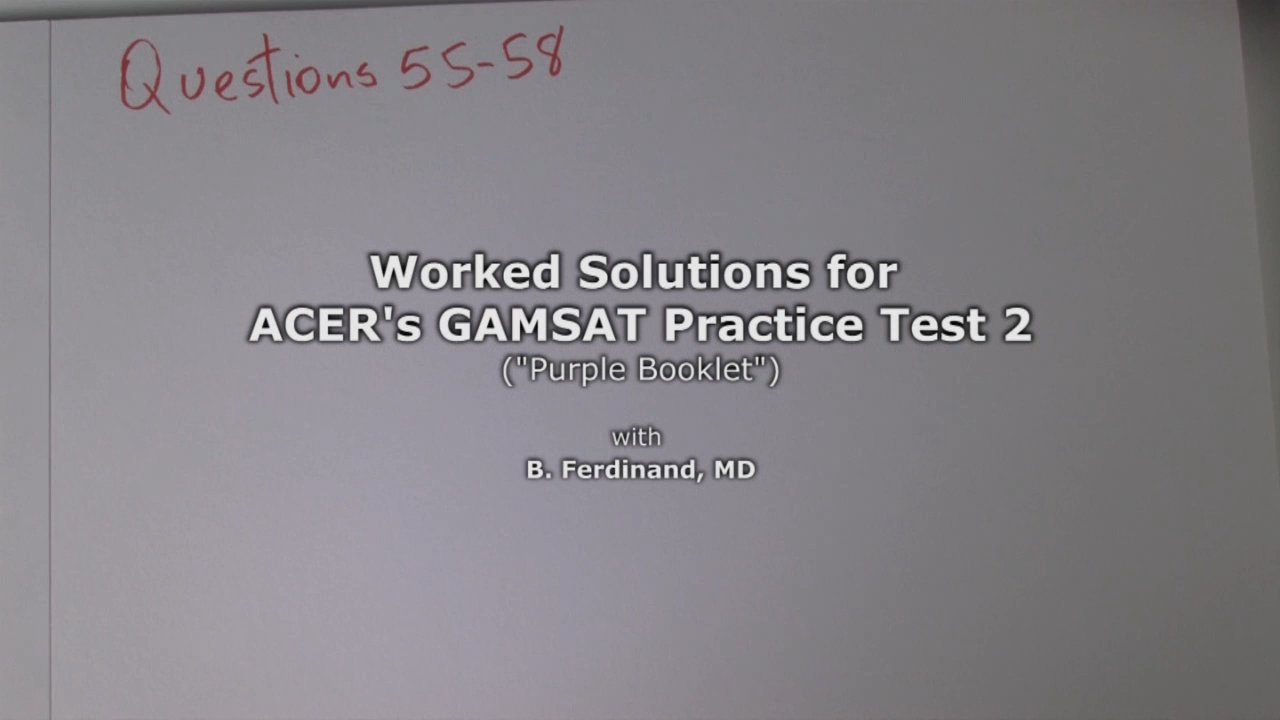 Questions 55-58
Worked Solutions for
ACER's GAMSAT Practice Test 2
("Purple Booklet")
with
B. Ferdinand, MD